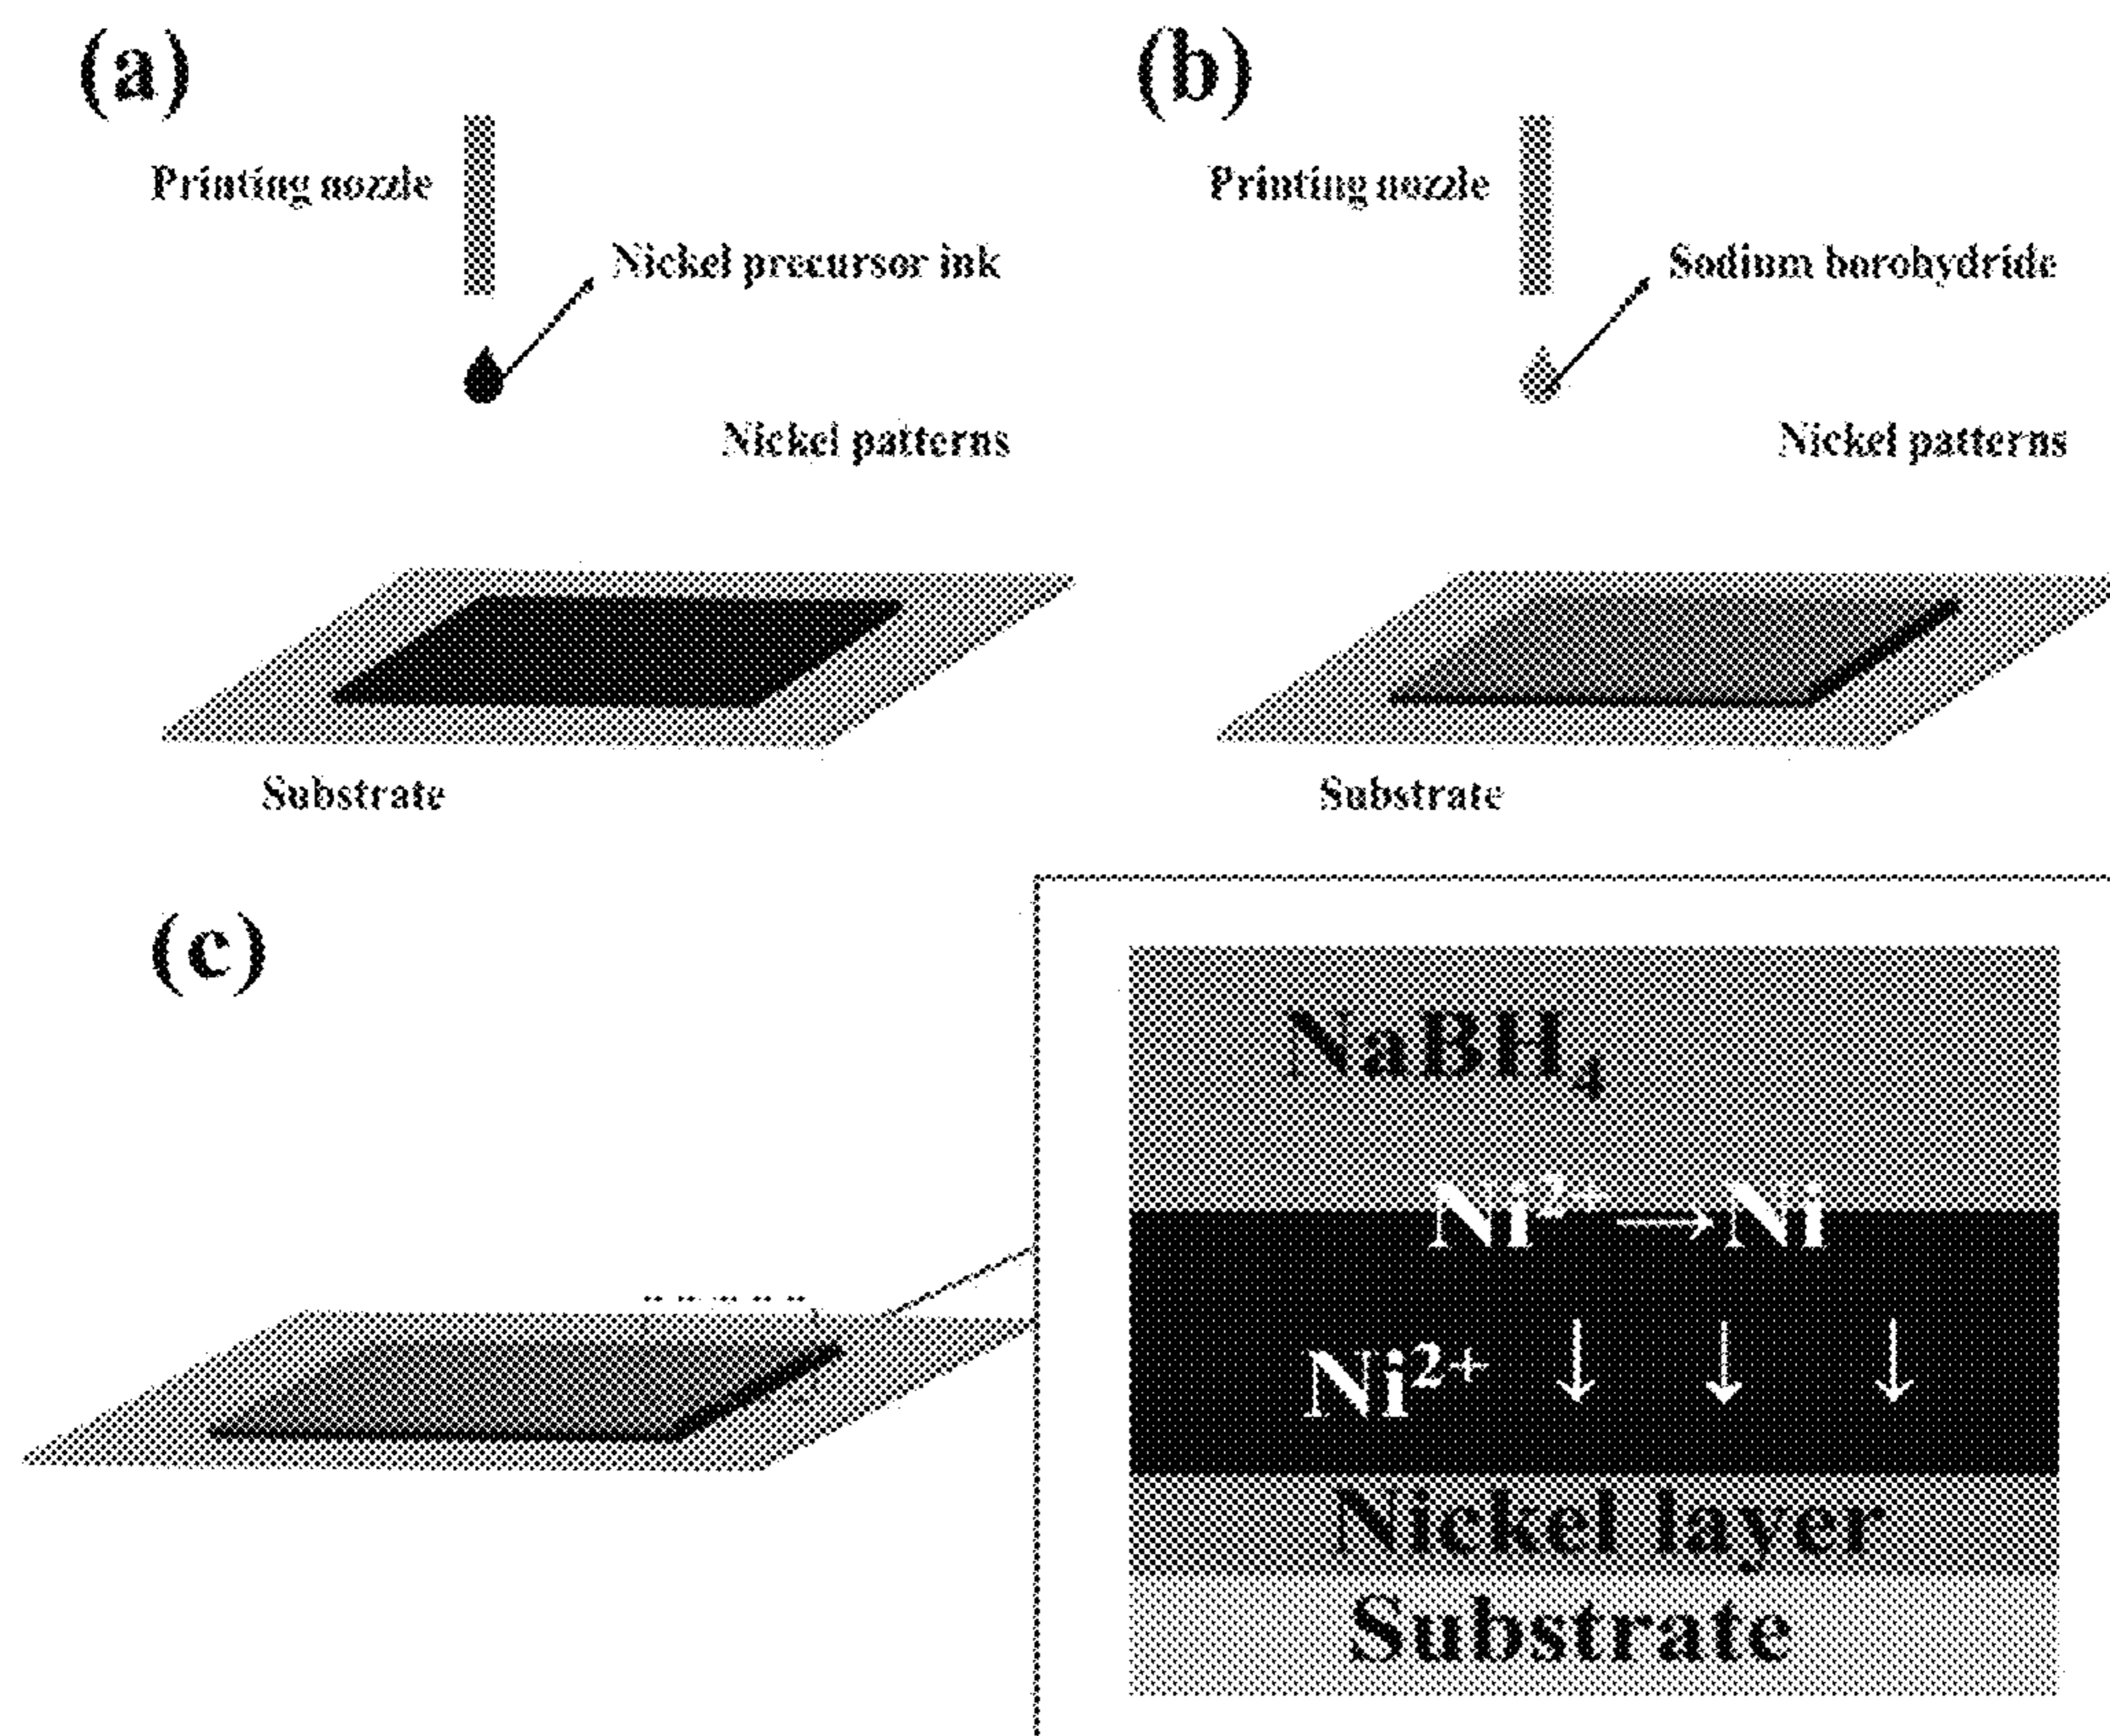 (a)
Printing nozzle
Nickel precursor ink
Nickel patterns
Substrate
(b)
Printing nozzle
Sodium borohydride
Nickel patterns
Substrate
(c)
NaBH₄
Ni²⁺→Ni
Ni²⁺ ↓ ↓ ↓
Nickel layer
Substrate